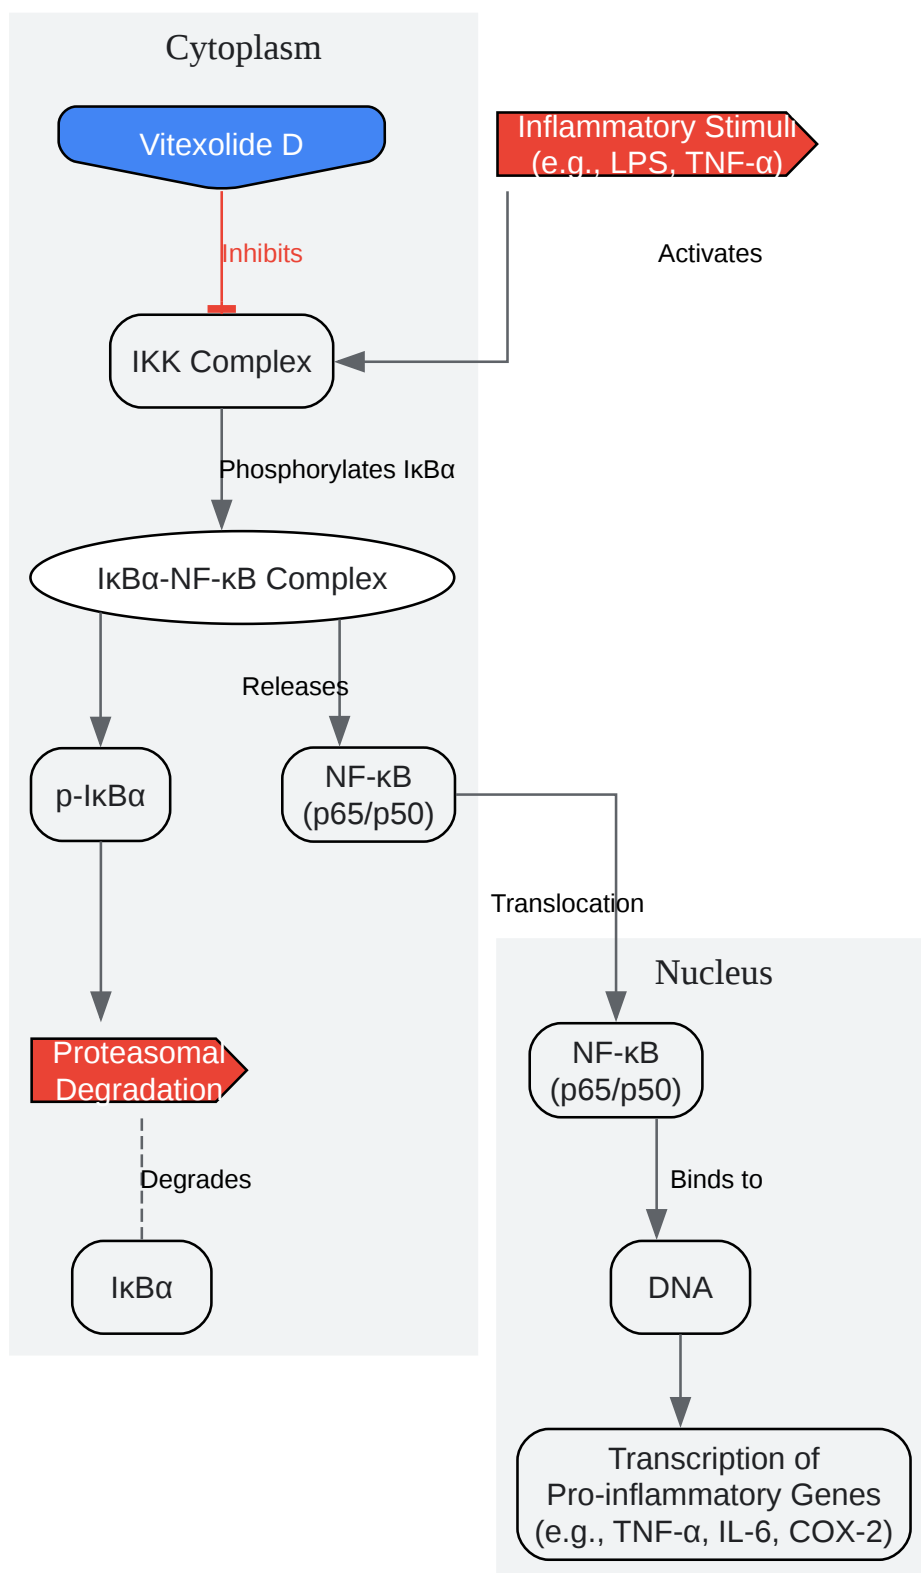 Cytoplasm
Vitexolide D
Inflammatory Stimuli
(e.g., LPS, TNF-α)
Inhibits
Activates
IKK Complex
Phosphorylates IκBα
IκBα-NF-κB Complex
Releases
p-IκBα
NF-κB
(p65/p50)
Translocation
Nucleus
Proteasomal
Degradation
NF-κB
(p65/p50)
Degrades
Binds to
IκBα
DNA
Transcription of
Pro-inflammatory Genes
(e.g., TNF-α, IL-6, COX-2)